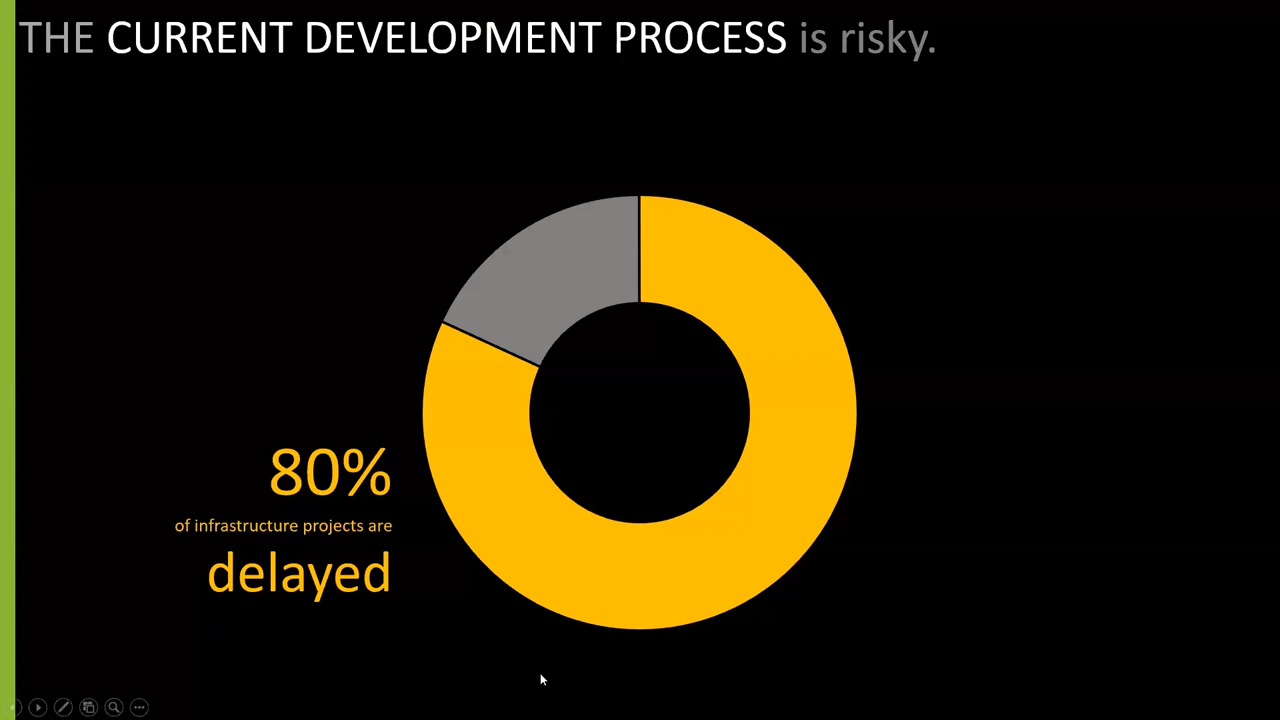 THE CURRENT DEVELOPMENT PROCESS is risky.
80%
of infrastructure projects are
delayed